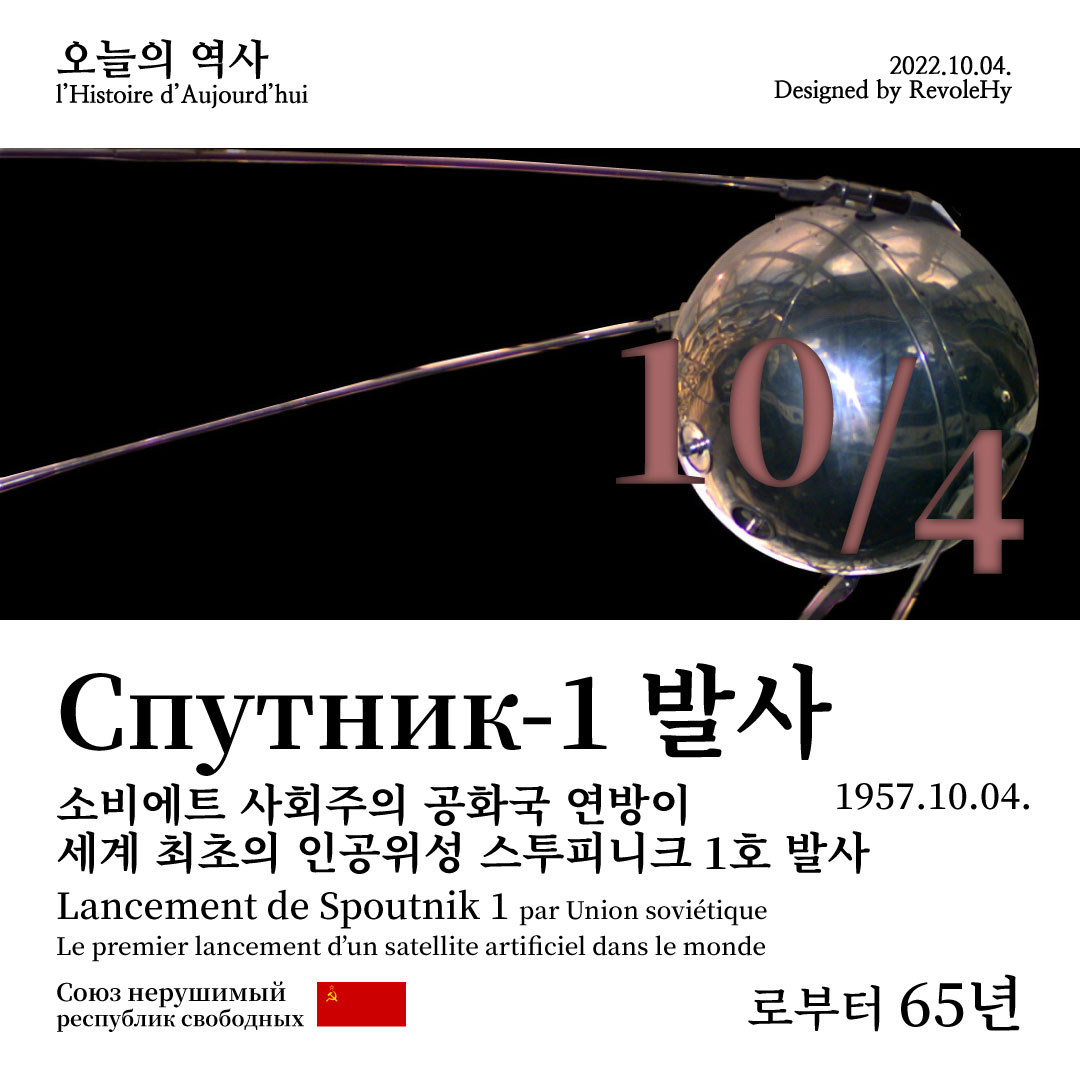 오늘의 역사
l’Histoire d’Aujourd’hui
2022.10.04.
Designed by RevoleHy
10/4
Спутник-1 발사
소비에트 사회주의 공화국 연방이
세계 최초의 인공위성 스투피니크 1호 발사
1957.10.04.
Lancement de Spoutnik 1 par Union soviétique
Le premier lancement d’un satellite artificiel dans le monde
Союз нерушимый
республик свободных
로부터 65년